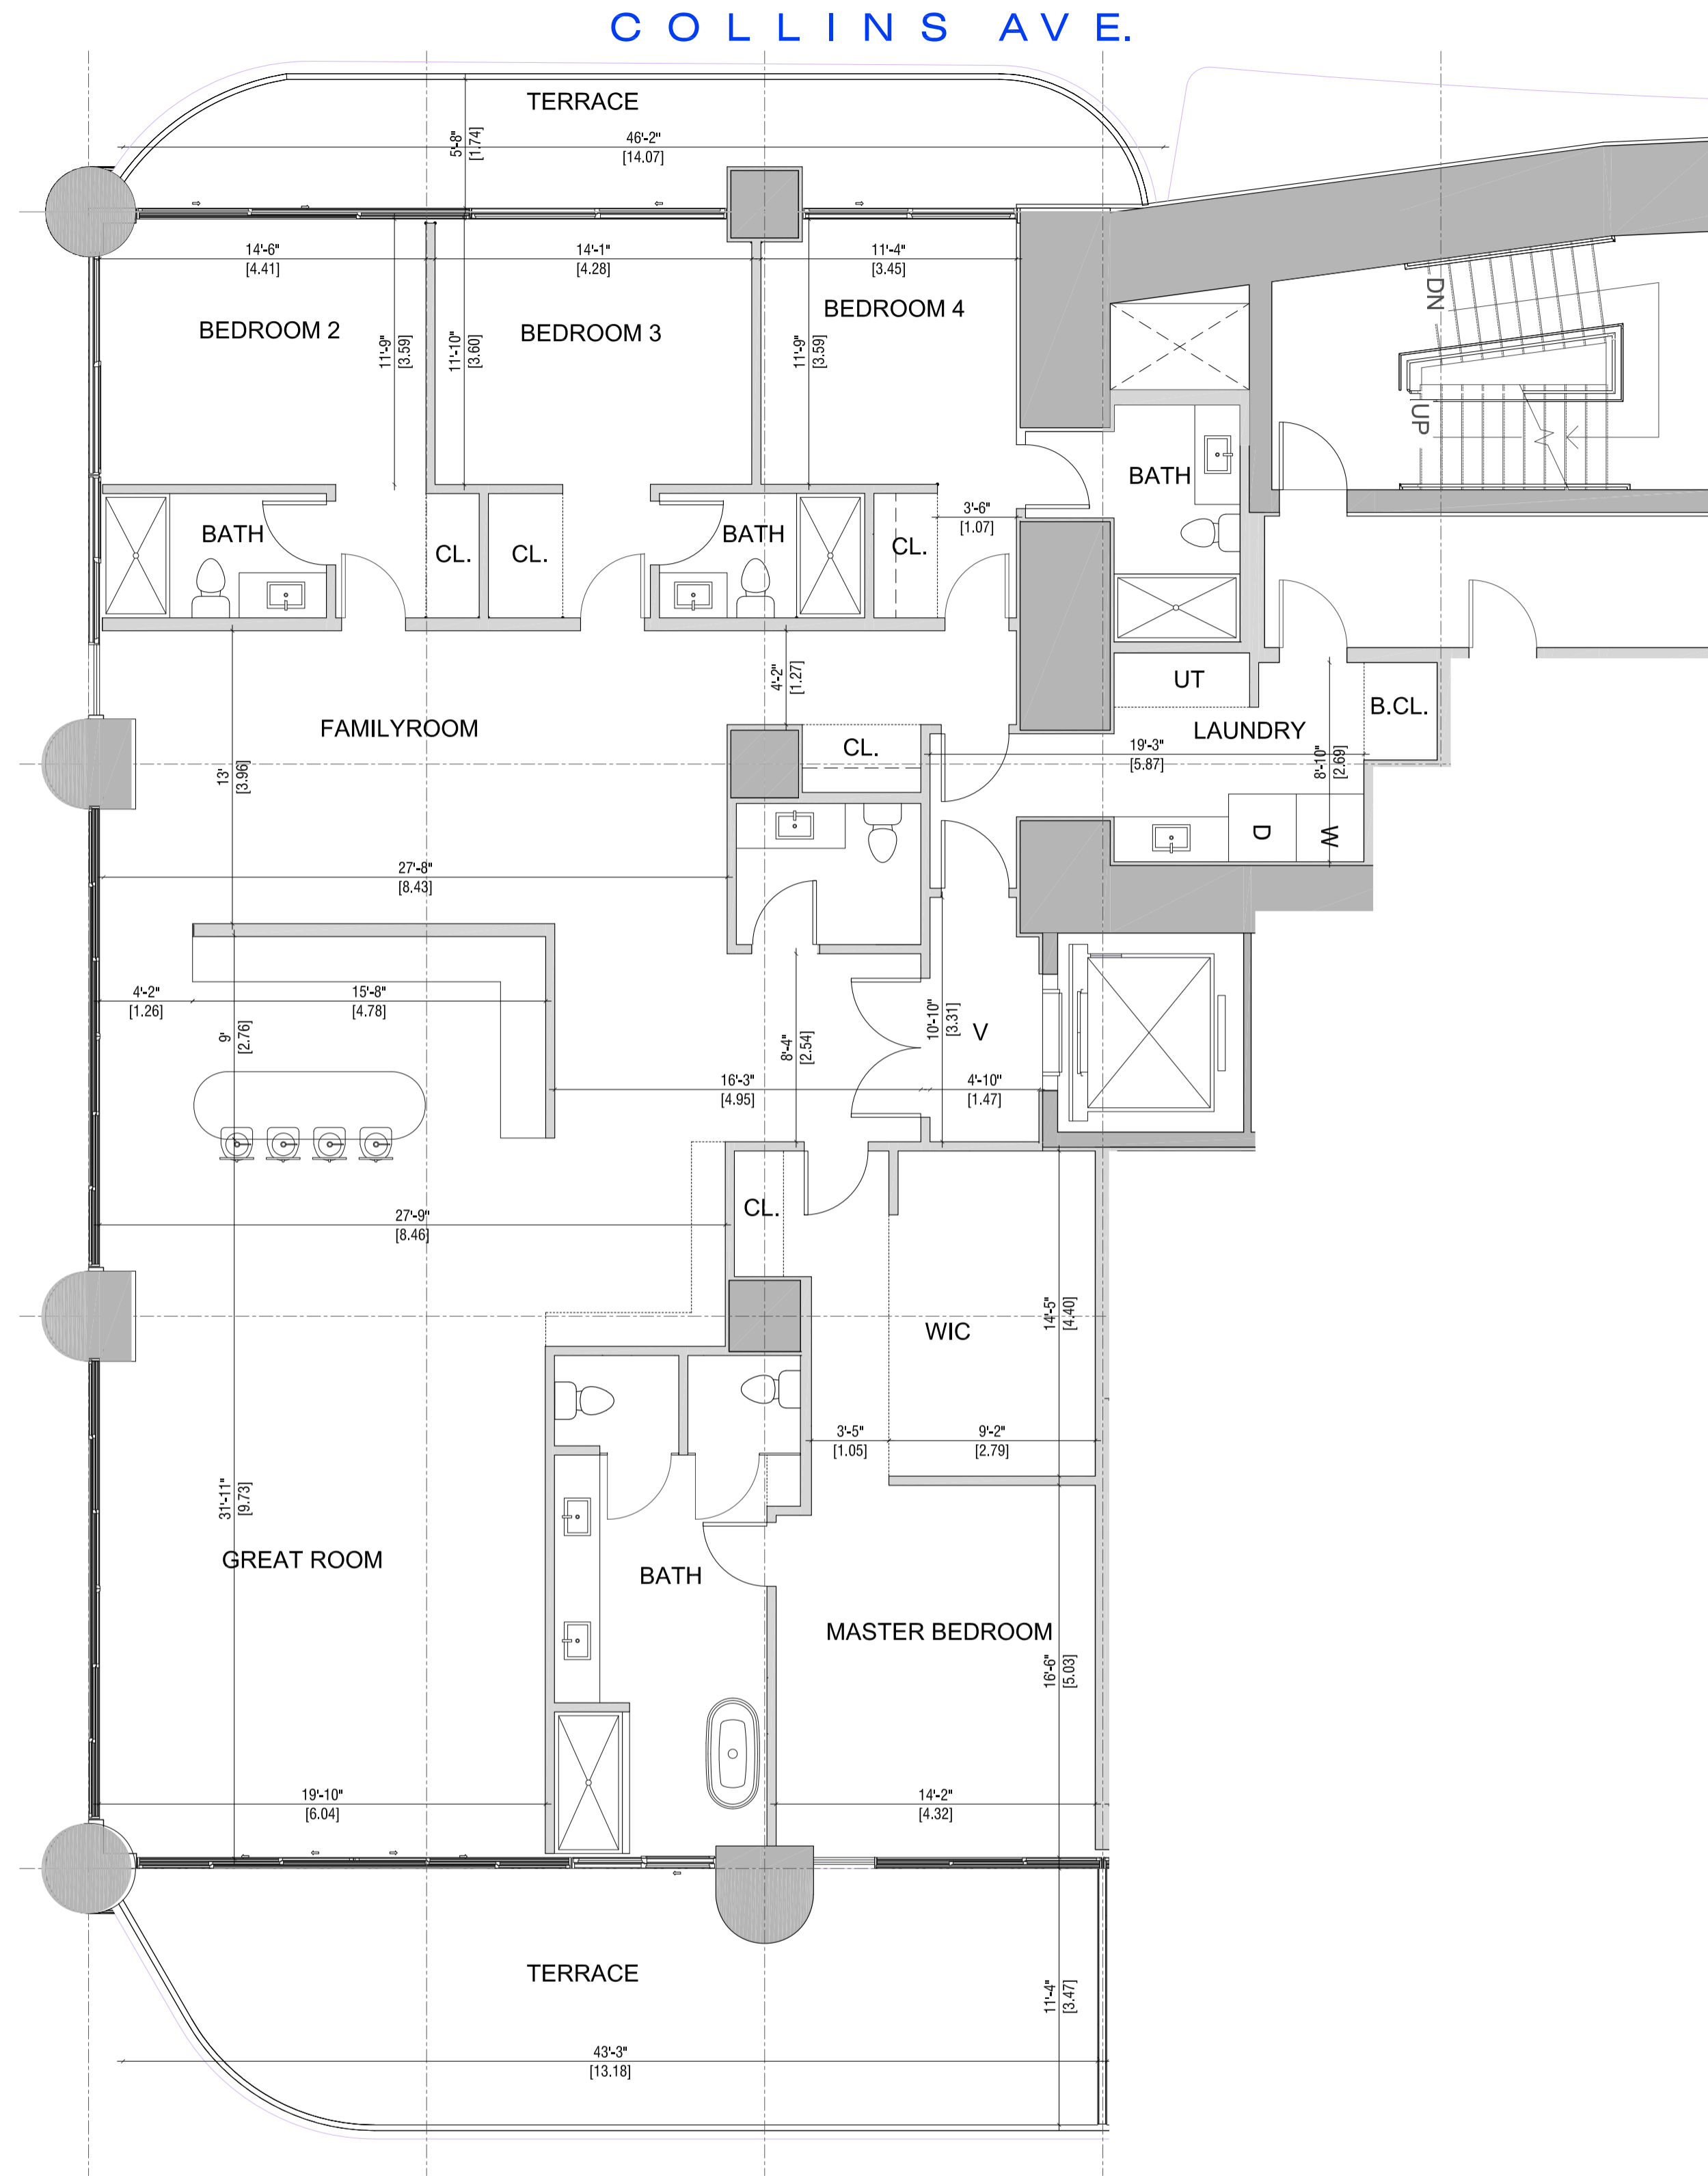 COLLINS AVE.
TERRACE
46'-2"
[14.07]
5'-8"
[1.74]
14'-6"
[4.41]
14'-1"
[4.28]
11'-4"
[3.45]
BEDROOM 2
BEDROOM 3
BEDROOM 4
11'-9"
[3.59]
11'-10"
[3.60]
11'-9"
[3.59]
DN
UP
BATH
BATH
BATH
CL.
CL.
CL.
3'-6"
[1.07]
4'-2"
[1.27]
UT
B.CL.
LAUNDRY
FAMILYROOM
CL.
19'-3"
[5.87]
8'-10"
[2.69]
13'
[3.96]
D
W
27'-8"
[8.43]
4'-2"
[1.26]
15'-8"
[4.78]
9'
[2.76]
8'-4"
[2.54]
10'-10"
[3.31]
V
16'-3"
[4.95]
4'-10"
[1.47]
CL.
27'-9"
[8.46]
WIC
14'-5"
[4.40]
3'-5"
[1.05]
9'-2"
[2.79]
31'-11"
[9.73]
GREAT ROOM
BATH
MASTER BEDROOM
16'-6"
[5.03]
19'-10"
[6.04]
14'-2"
[4.32]
TERRACE
11'-4"
[3.47]
43'-3"
[13.18]